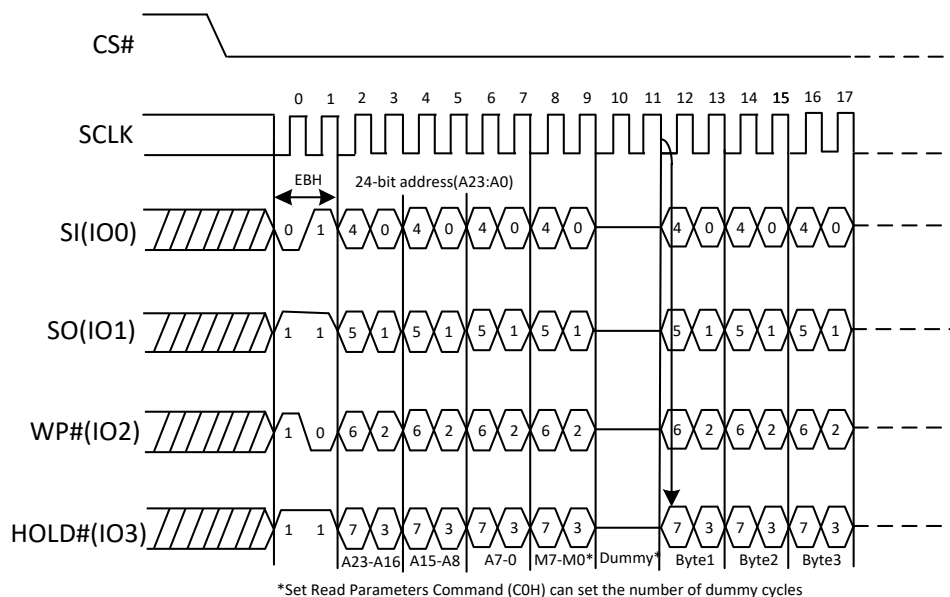 CS#
0 1 2 3 4 5 6 7 8 9 10 11 12 13 14 15 16 17
SCLK
EBH 24-bit address(A23:A0)
SI(IO0) 0 1 4 0 4 0 4 0 4 0 4 0 4 0 4 0
SO(IO1) 1 1 5 1 5 1 5 1 5 1 5 1 5 1 5 1
WP#(IO2) 1 0 6 2 6 2 6 2 6 2 6 2 6 2 6 2
HOLD#(IO3) 1 1 7 3 7 3 7 3 7 3 7 3 7 3 7 3
A23-A16 A15-A8 A7-0 M7-M0* Dummy* Byte1 Byte2 Byte3
*Set Read Parameters Command (C0H) can set the number of dummy cycles